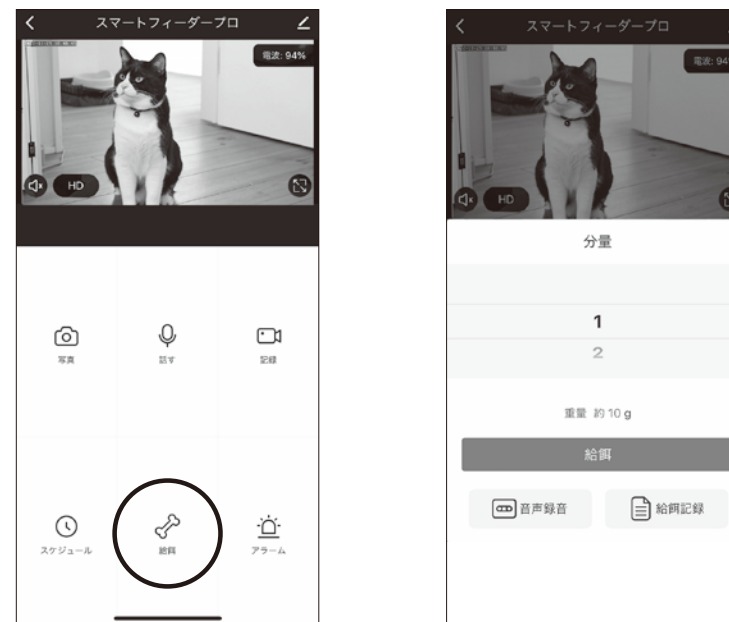 スマートフィーダープロ
電波: 94%
HD
写真
話す
記録
スケジュール
給餌
アラーム
スマートフィーダープロ
電波: 94
HD
分量
1
2
重量 約 10 g
給餌
音声録音
給餌記録